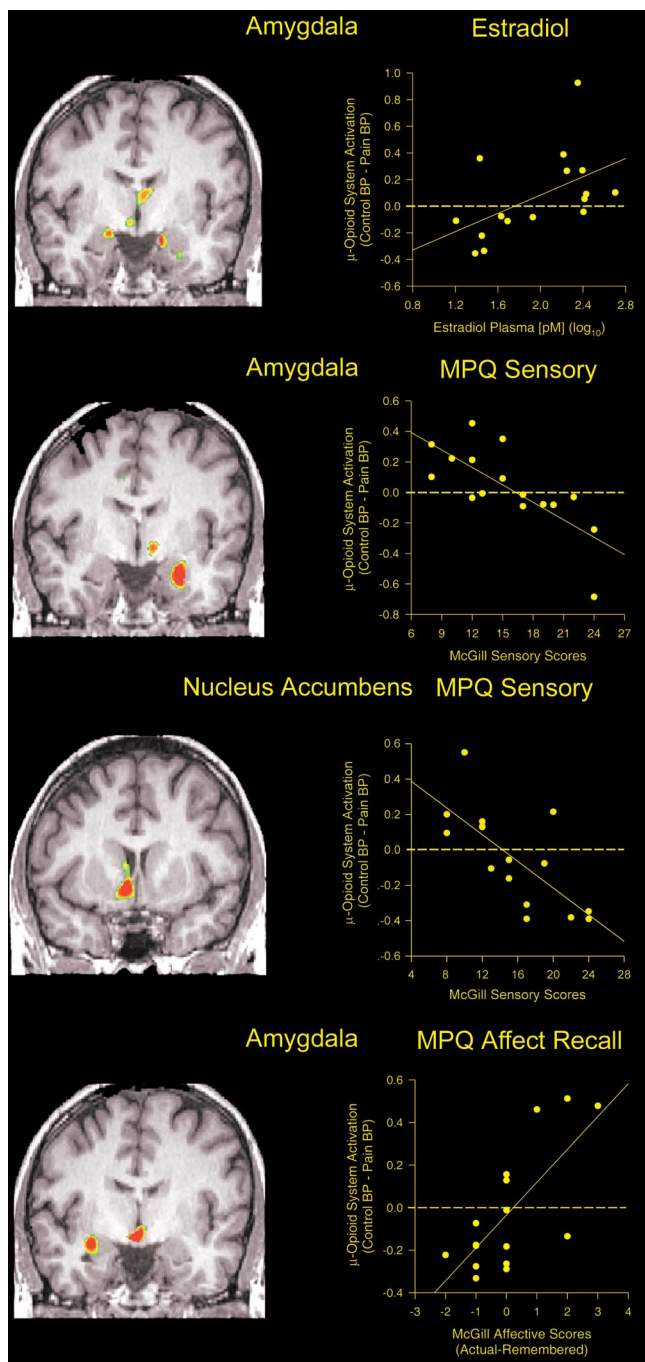 Amygdala Estradiol
μ-Opioid System Activation
(Control BP - Pain BP)
1.0
0.8
0.6
0.4
0.2
0.0
-0.2
-0.4
-0.6
0.8 1.2 1.6 2.0 2.4 2.8
Estradiol Plasma [pM] (log10)
Amygdala MPQ Sensory
μ-Opioid System Activation
(Control BP - Pain BP)
0.6
0.4
0.2
0.0
-0.2
-0.4
-0.6
-0.8
6 9 12 15 18 21 24 27
McGill Sensory Scores
Nucleus Accumbens MPQ Sensory
μ-Opioid System Activation
(Control BP - Pain BP)
0.6
0.4
0.2
0.0
-0.2
-0.4
.-0.6
4 8 12 16 20 24 28
McGill Sensory Scores
Amygdala MPQ Affect Recall
μ-Opioid System Activation
(Control BP - Pain BP)
0.6
0.4
0.2
0.0
-0.2
0.4
-3 -2 -1 0 1 2 3 4
McGill Affective Scores
(Actual-Remembered)